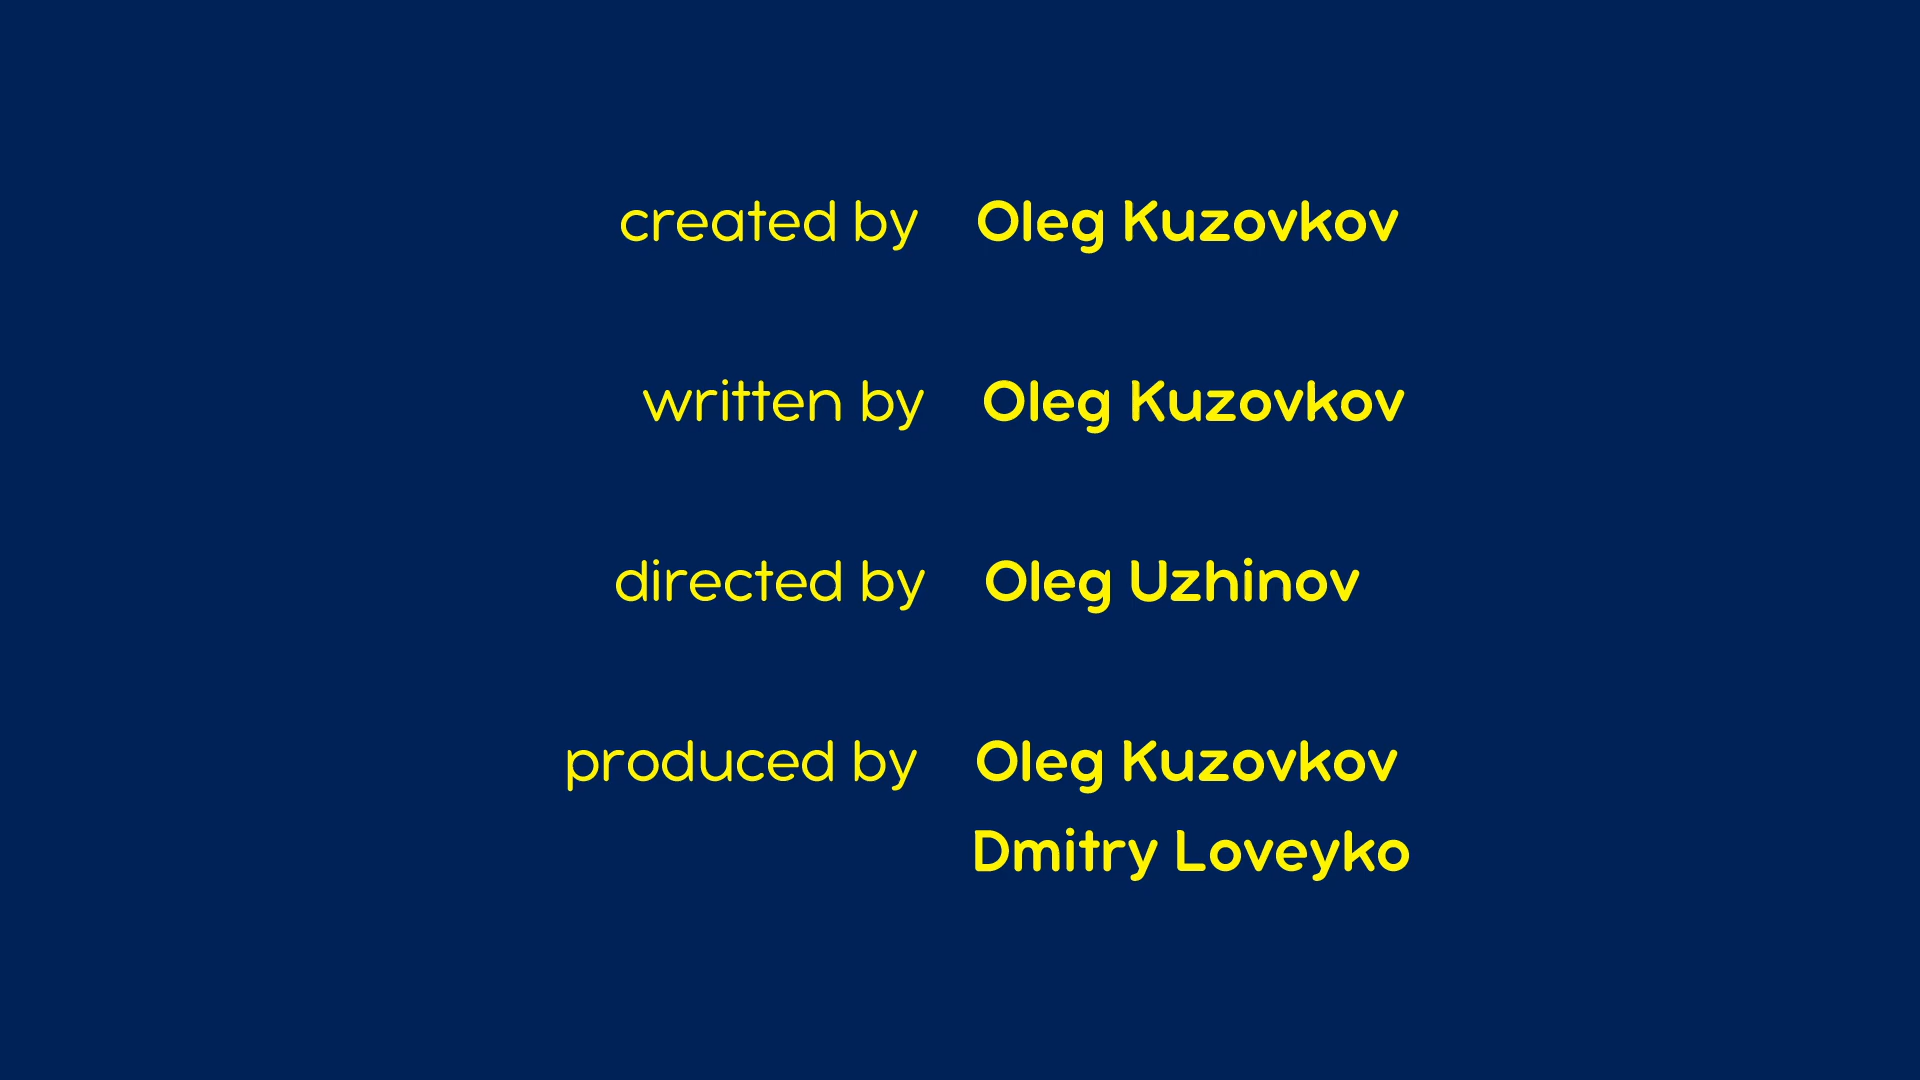 created by Oleg Kuzovkov
written by Oleg Kuzovkov
directed by Oleg Uzhinov
produced by Oleg Kuzovkov
Dmitry Loveyko